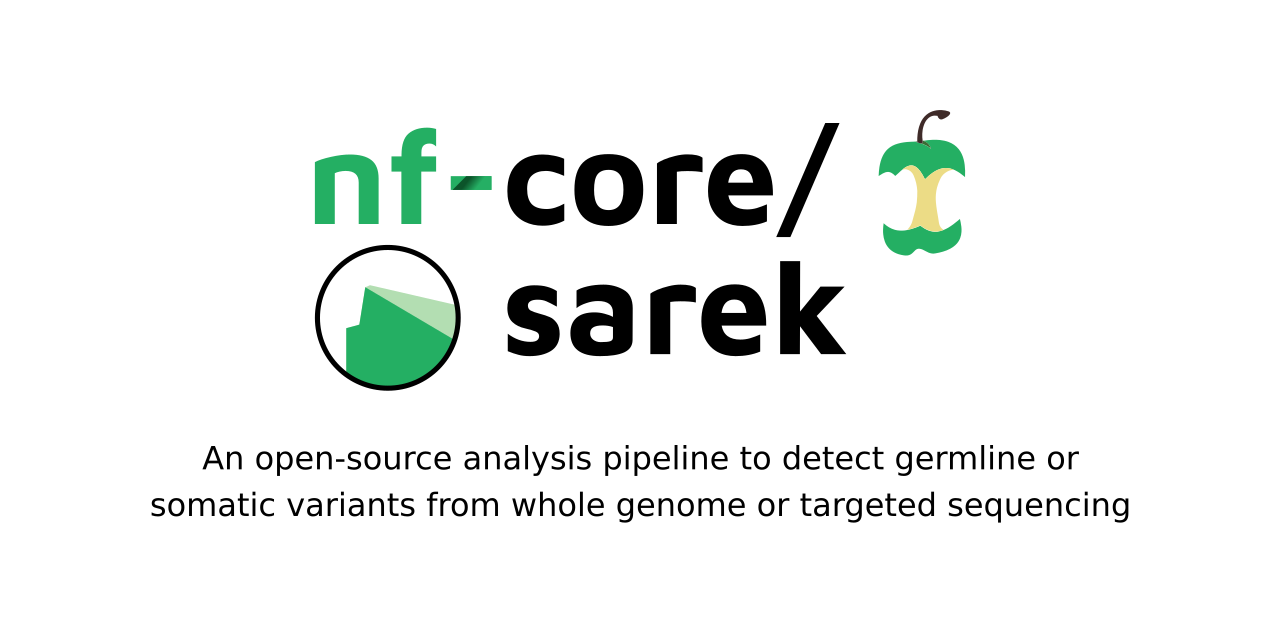 nf-core/
sarek
An open-source analysis pipeline to detect germline or
somatic variants from whole genome or targeted sequencing